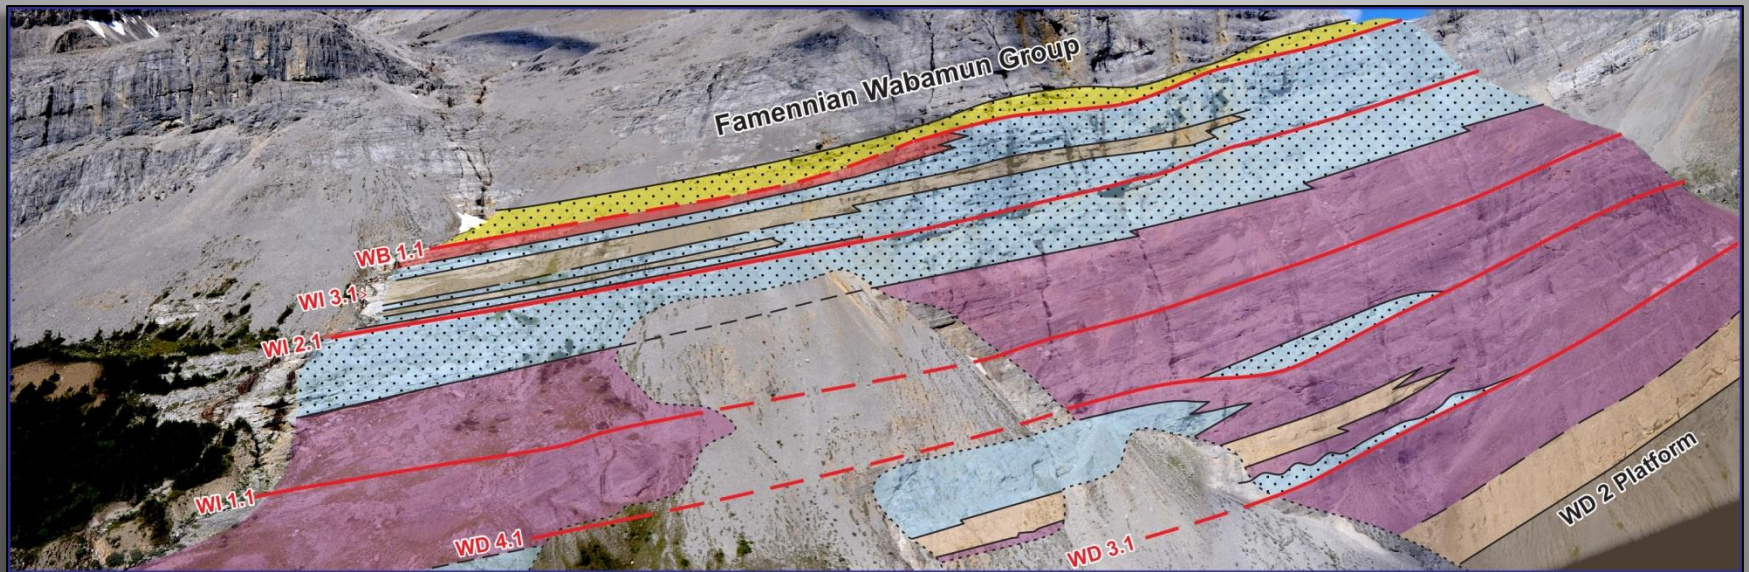 Famennian Wabamun Group
WB 1.1
WI 3.1
WI 2.1
WI 1.1
WD 4.1
WD 3.1
WD 2 Platform